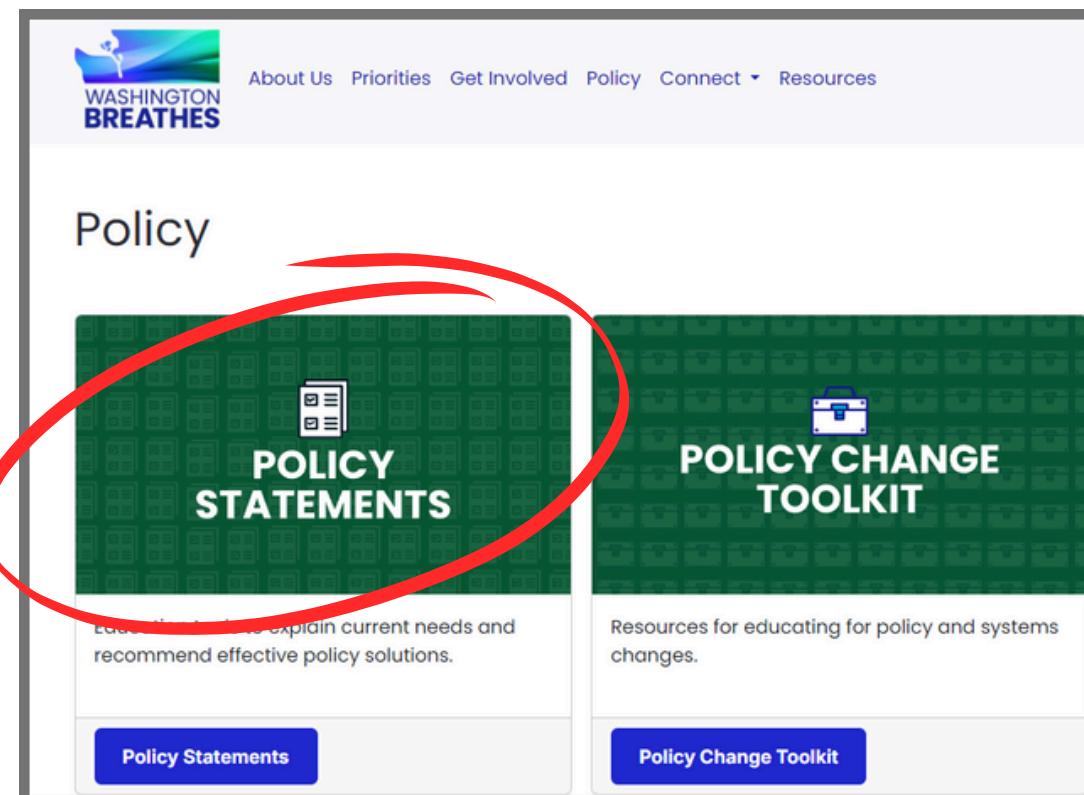 WASHINGTON
BREATHES
About Us Priorities Get Involved Policy Connect Resources
Policy
POLICY
STATEMENTS
explain current needs and
recommend effective policy solutions.
Policy Statements
POLICY CHANGE
TOOLKIT
Resources for educating for policy and systems
changes.
Policy Change Toolkit